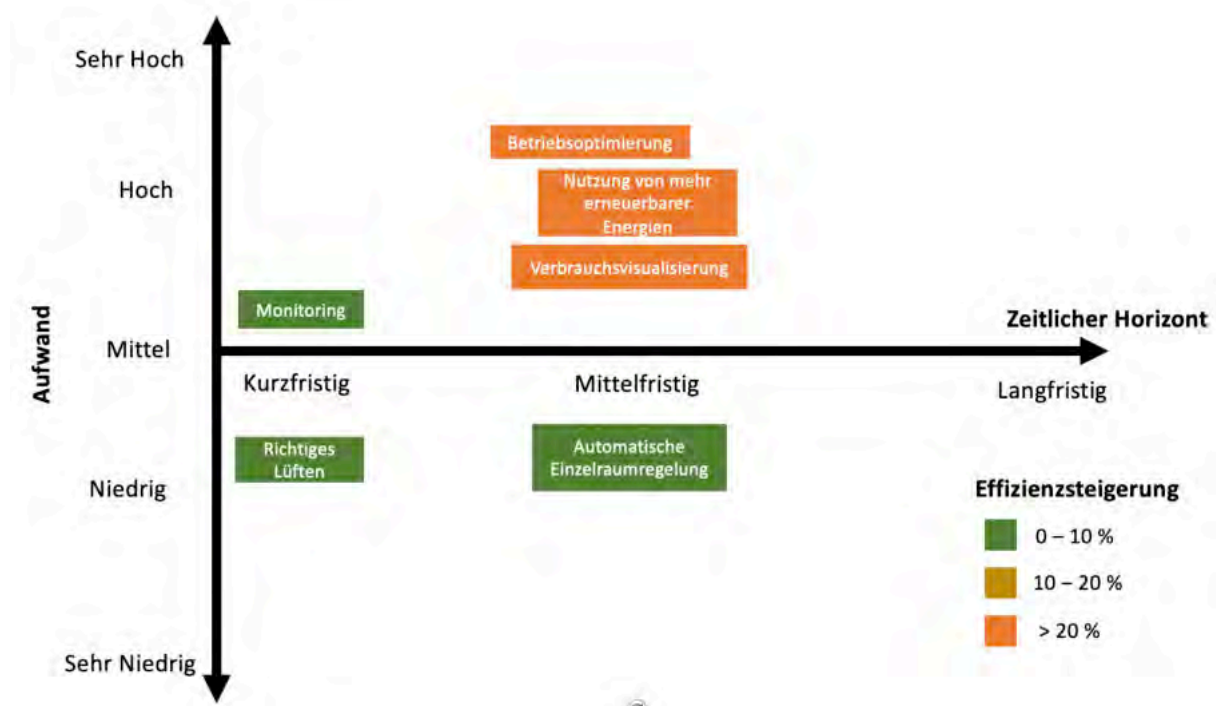 Sehr Hoch
Betriebsoptimierung
Hoch
Nutzung von mehr
erneuerbarer
Energien
Verbrauchsvisualisierung
Monitoring
Zeitlicher Horizont
Aufwand
Mittel
Kurzfristig
Mittelfristig
Langfristig
Richtiges
Lüften
Automatische
Einzelraumregelung
Niedrig
Effizienzsteigerung
0 – 10 %
10 – 20 %
> 20 %
Sehr Niedrig